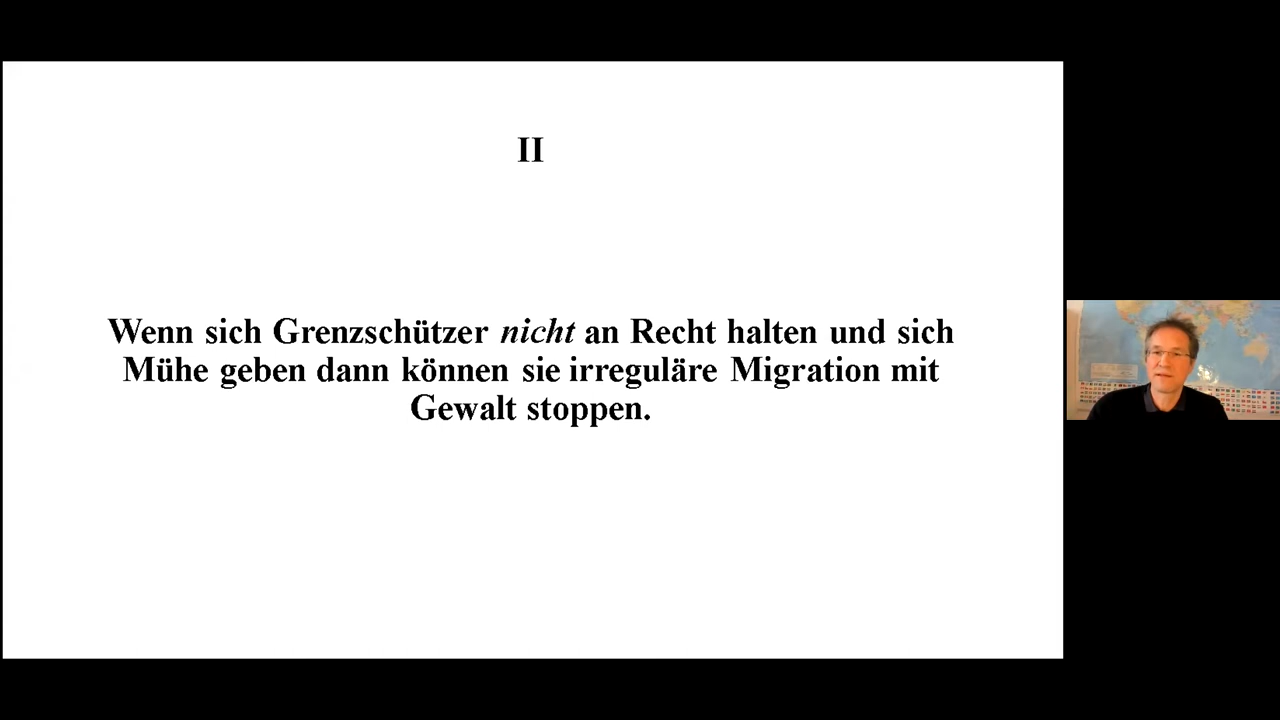 II
Wenn sich Grenzschützer nicht an Recht halten und sich
Mühe geben dann können sie irreguläre Migration mit
Gewalt stoppen.